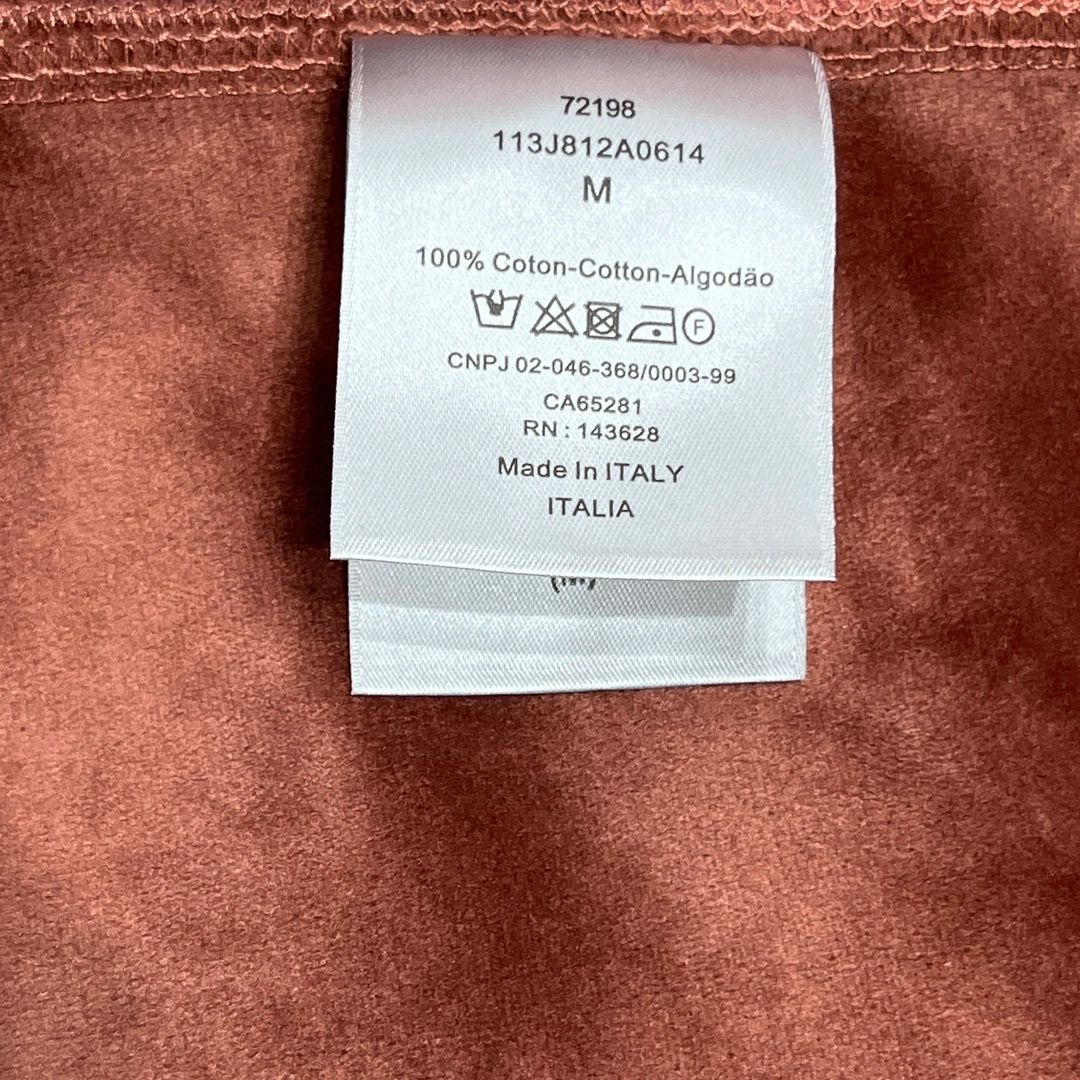 72198
113J812A0614
M
100% Coton-Cotton-Algodão
F
CNPJ 02-046-368/0003-99
CA65281
RN : 143628
Made In ITALY
ITALIA